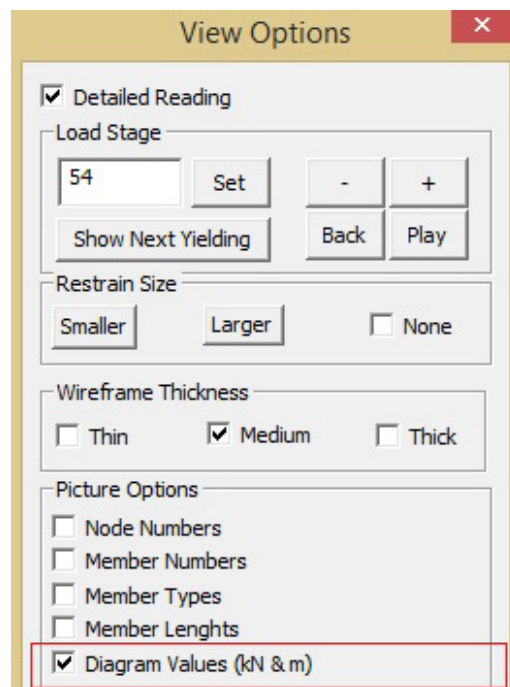 View Options
Detailed Reading
Load Stage
54 Set - +
Show Next Yielding Back Play
Restrain Size
Smaller Larger None
Wireframe Thickness
Thin Medium Thick
Picture Options
Node Numbers
Member Numbers
Member Types
Member Lenghts
Diagram Values (kN & m)